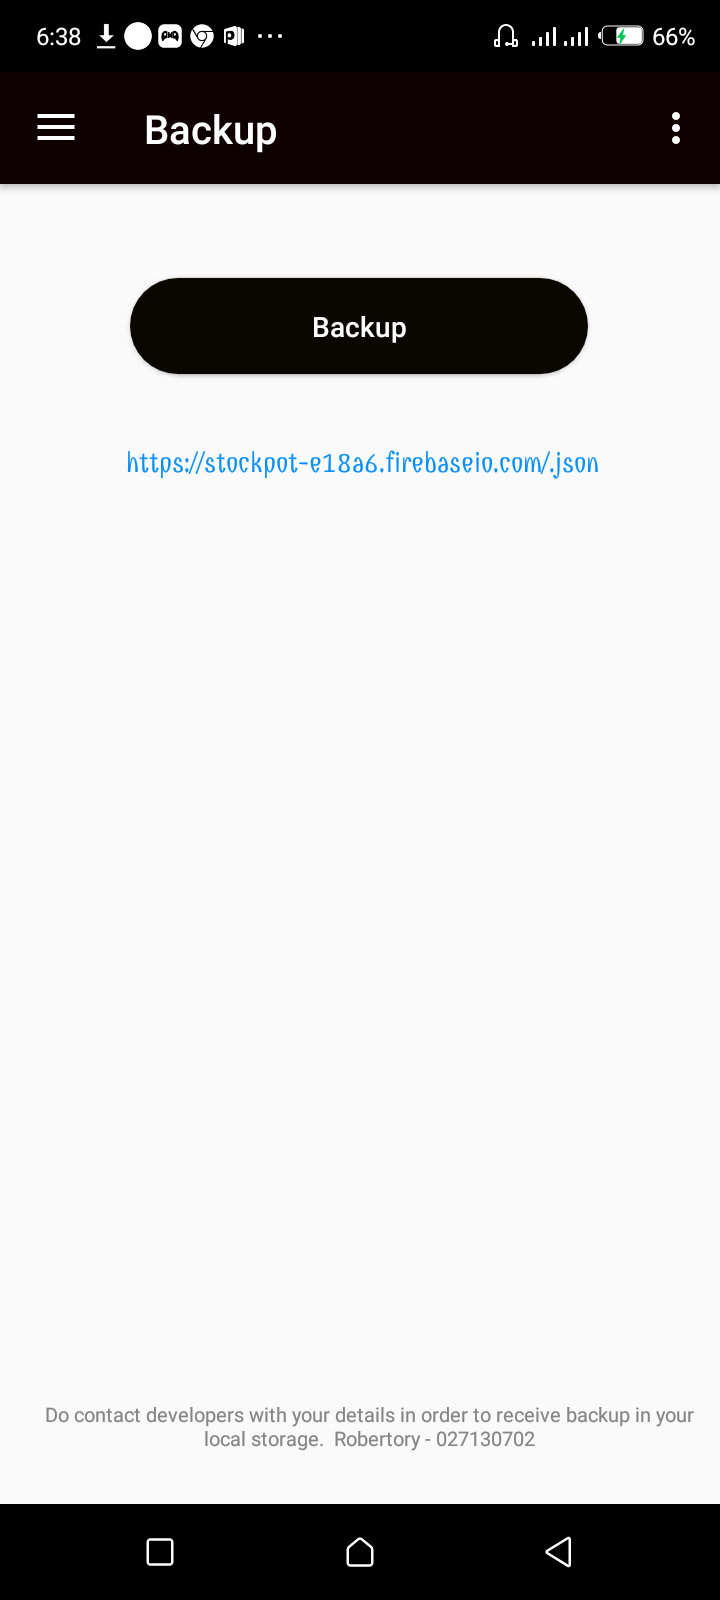 6:38
66%
Backup
Backup
https://stockpot-e18a6.firebaseio.com/.json
Do contact developers with your details in order to receive backup in your
local storage.  Robertory - 027130702